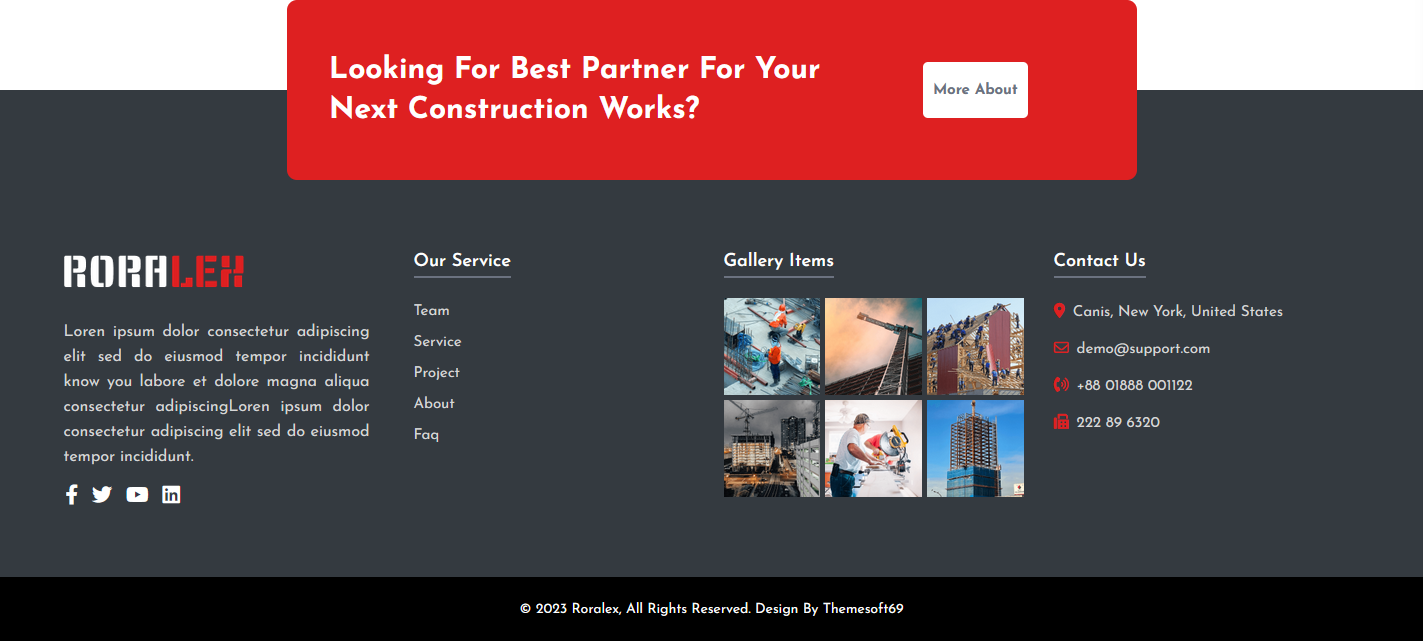 Looking For Best Partner For Your
Next Construction Works?
More About
RORALEX
Loren ipsum dolor consectetur adipiscing
elit sed do eiusmod tempor incididunt
know you labore et dolore magna aliqua
consectetur adipiscingLoren ipsum dolor
consectetur adipiscing elit sed do eiusmod
tempor incididunt.
Our Service
Team
Service
Project
About
Faq
Gallery Items
Contact Us
Canis, New York, United States
demo@support.com
+88 01888 001122
222 89 6320
© 2023 Roralex, All Rights Reserved. Design By Themesoft69